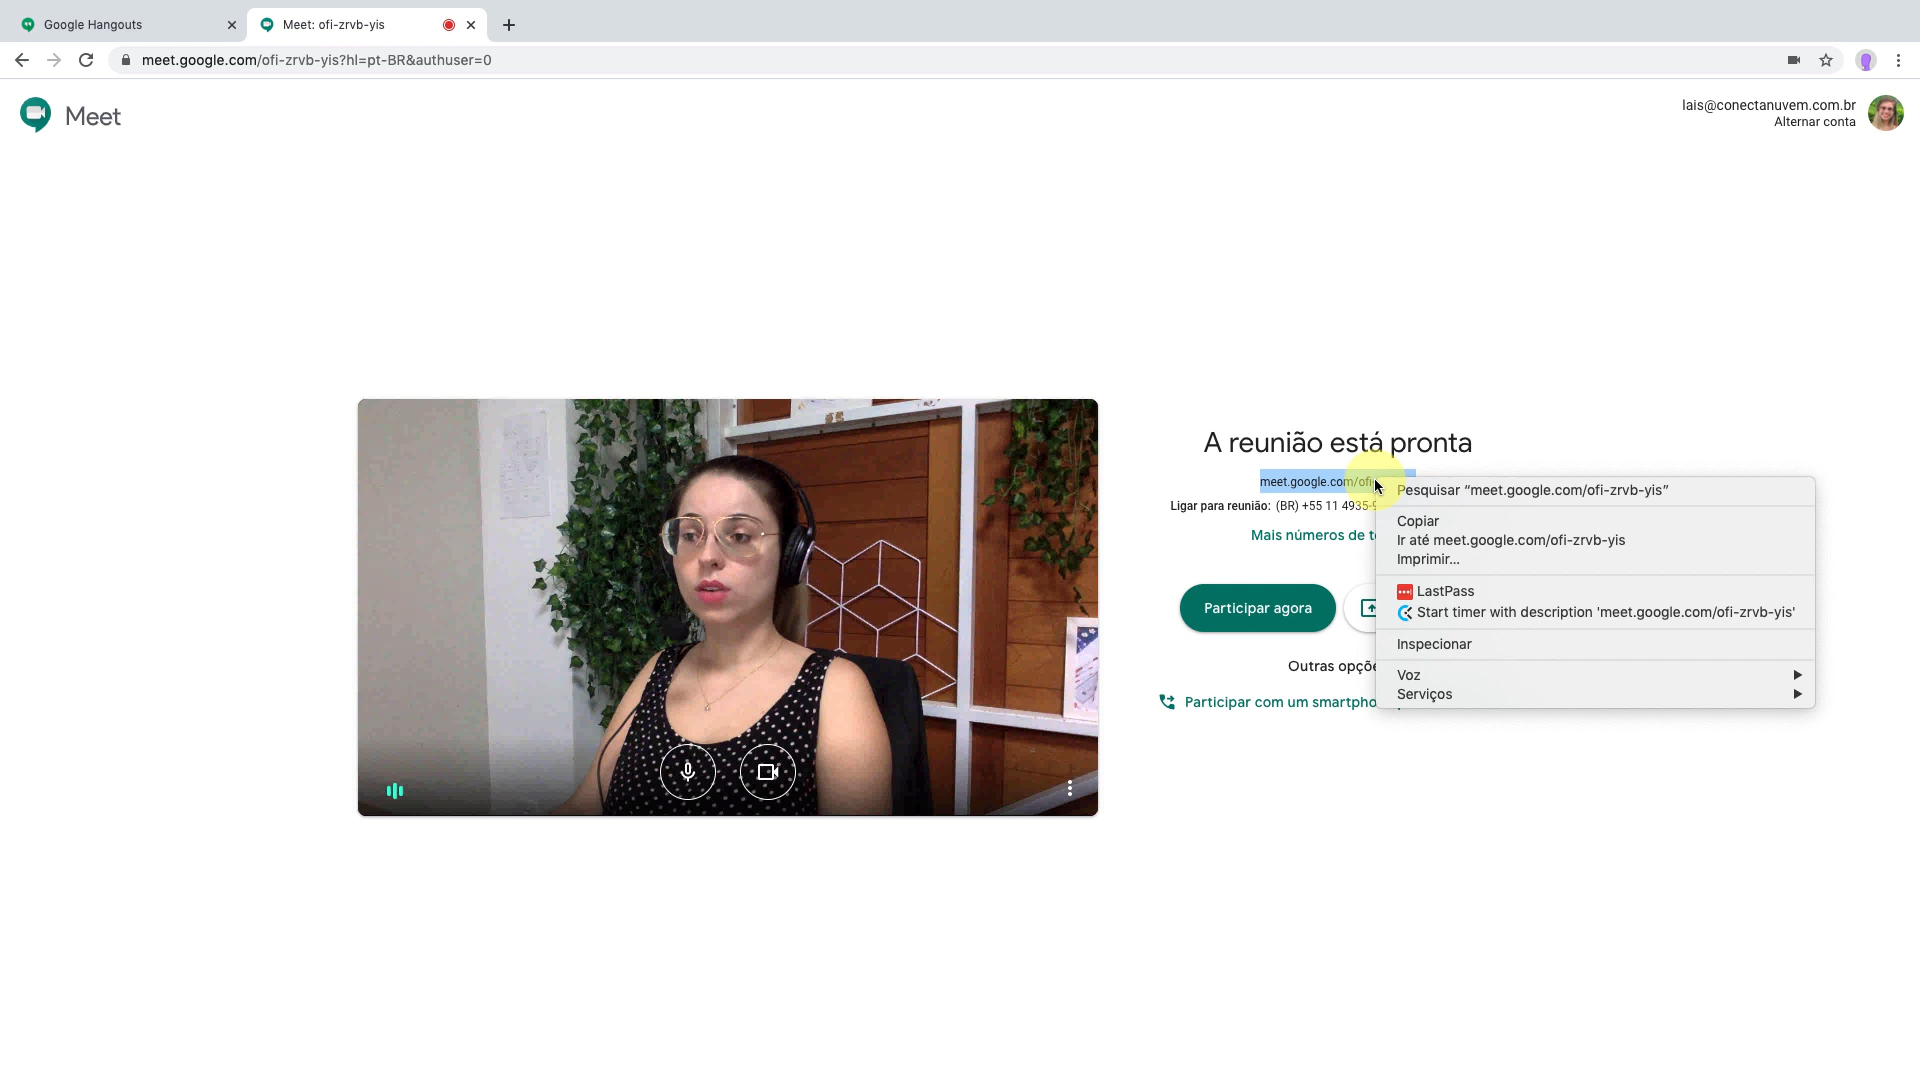 Google Hangouts
Meet: ofi-zrvb-yis
meet.google.com/ofi-zrvb-yis?hl=pt-BR&authuser=0
Meet
lais@conectanuvem.com.br
Alternar conta
A reunião está pronta
meet.google.com/ofi
Ligar para reunião: (BR) +55 11 4935-
Mais números de
Participar agora
Outras
Participar com um
Pesquisar “meet.google.com/ofi-zrvb-yis”
Copiar
Ir até meet.google.com/ofi-zrvb-yis
Imprimir...
LastPass
Start timer with description 'meet.google.com/ofi-zrvb-yis'
Inspecionar
Voz
Serviços